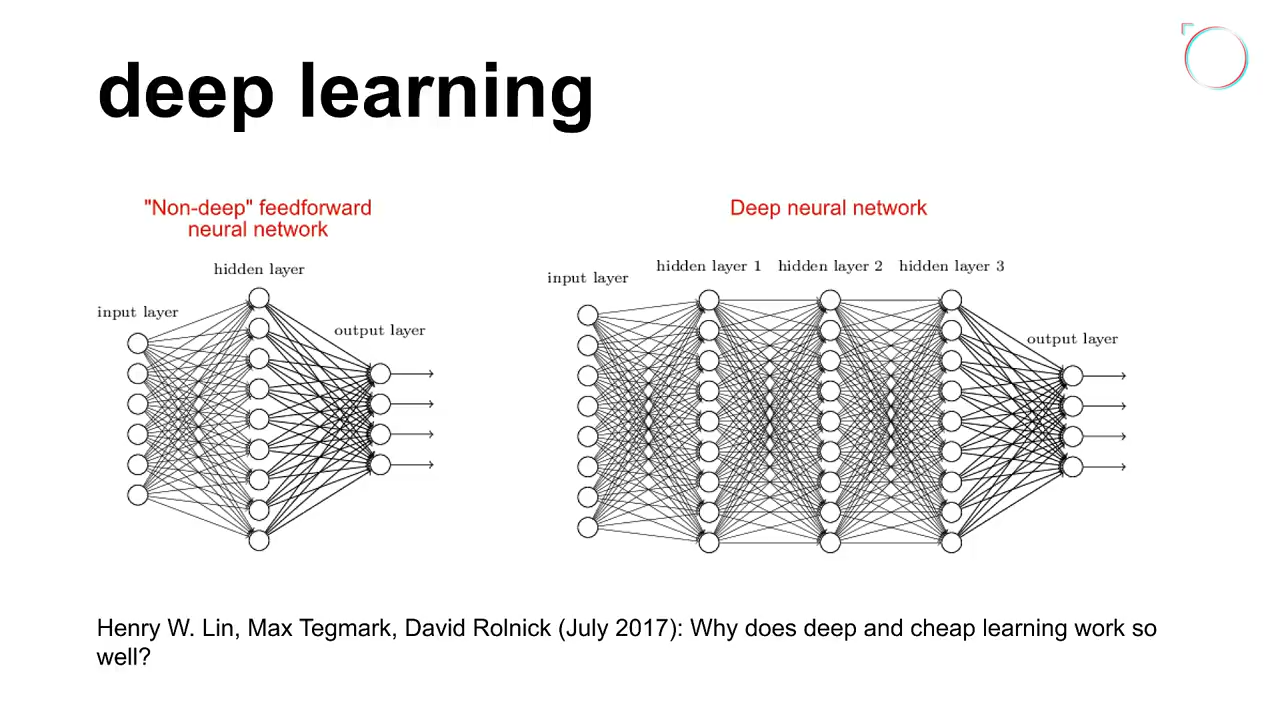 deep learning
"Non-deep" feedforward
neural network
hidden layer
input layer
output layer
Deep neural network
input layer
hidden layer 1
hidden layer 2
hidden layer 3
output layer
Henry W. Lin, Max Tegmark, David Rolnick (July 2017): Why does deep and cheap learning work so
well?